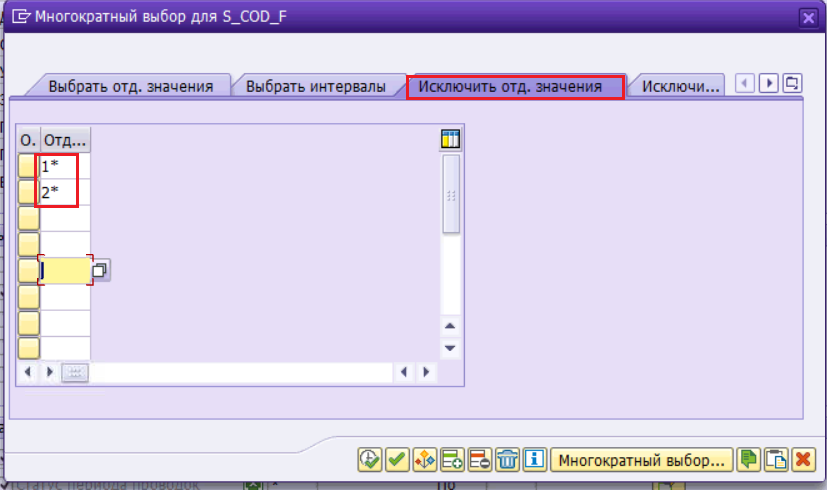 Многократный выбор для S_COD_F
Выбрать отд. значения Выбрать интервалы Исключить отд. значения Исключи...
О. Отд...
1*
2*
Многократный выбор...
Статус периода проводок